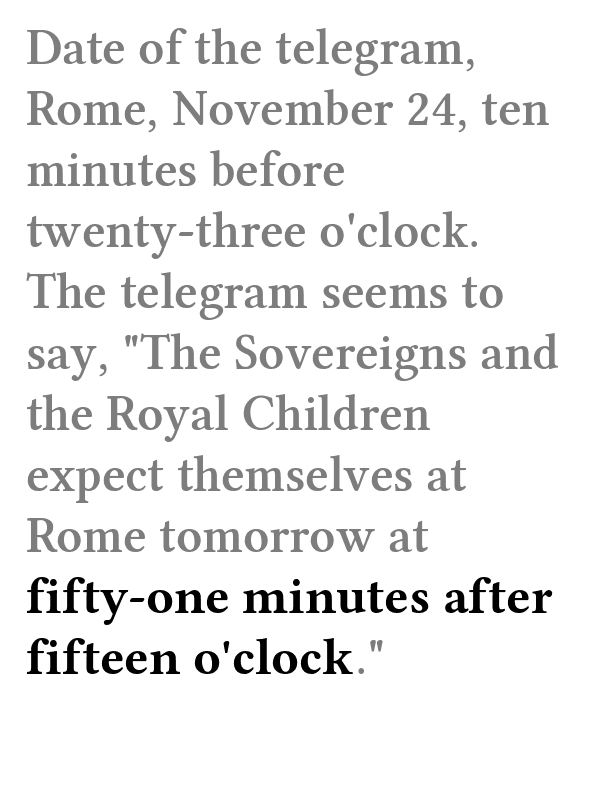 Date of the telegram,
Rome, November 24, ten
minutes before
twenty-three o'clock.
The telegram seems to
say, "The Sovereigns and
the Royal Children
expect themselves at
Rome tomorrow at
fifty-one minutes after
fifteen o'clock."